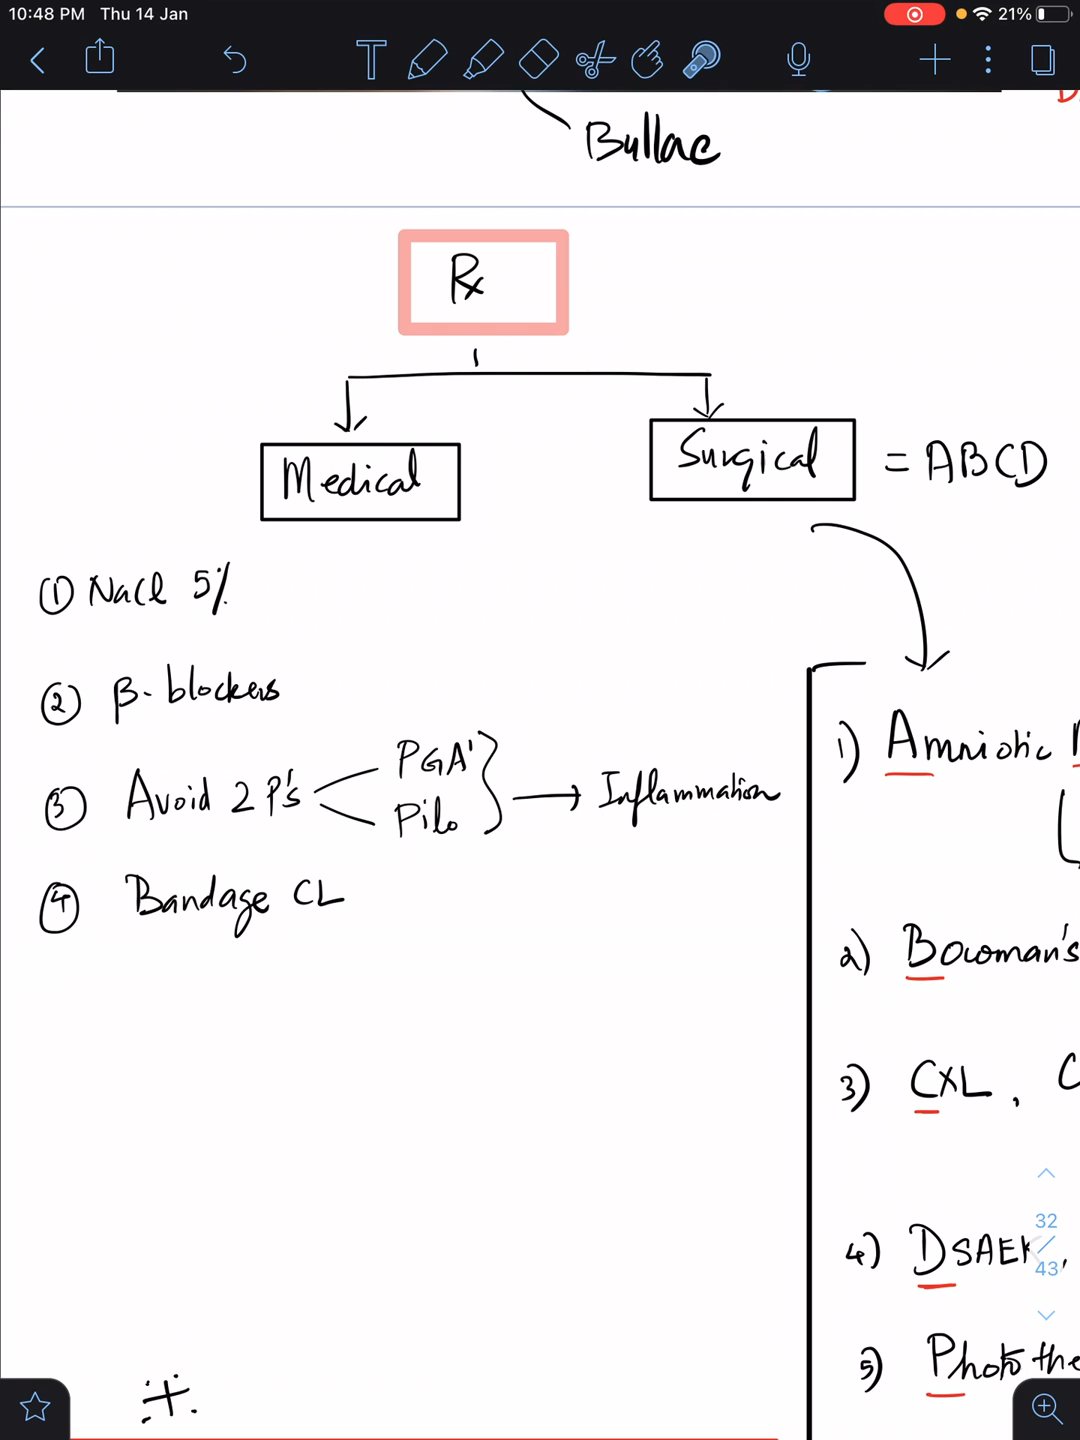 10:48 PM Thu 14 Jan
21%
Bullae
Rx
Medical
Surgical = ABCD
① NaCl 5%
② β-blockers
③ Avoid 2 P's
PGA'
Pilo
→ Inflammation
④ Bandage CL
1) Amniotic
2) Bowman's
3) CXL, C
4) DSAEK,
5) Photothe
32
43